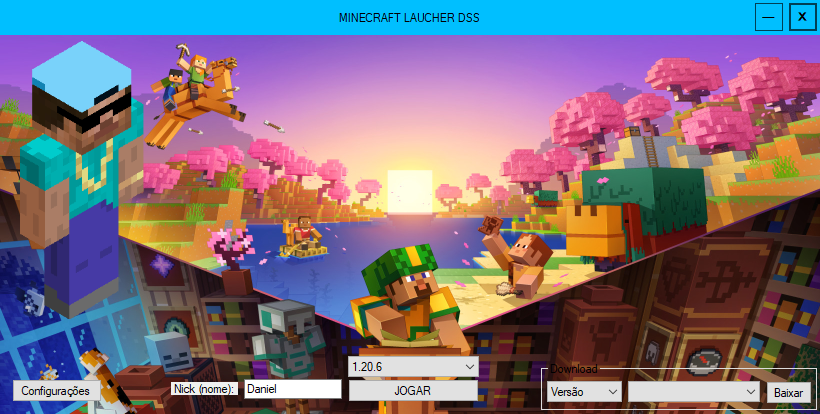 MINECRAFT LAUCHER DSS
— X
1.20.6
Download
Configurações
Nick (nome):
Daniel
JOGAR
Versão
Baixar